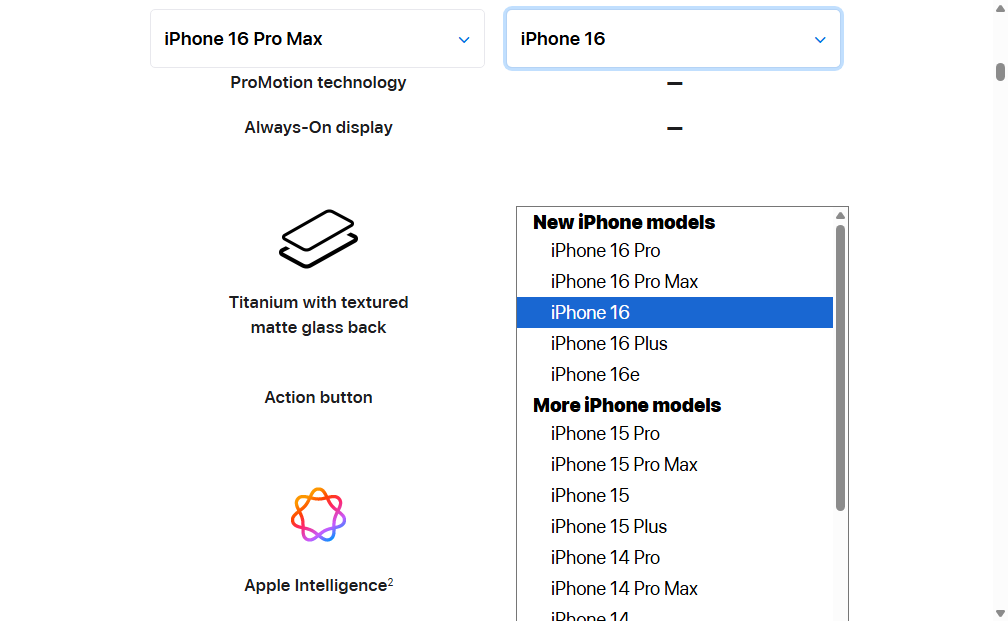 iPhone 16 Pro Max
iPhone 16
ProMotion technology
—
Always-On display
—
Titanium with textured
matte glass back
Action button
Apple Intelligence²
New iPhone models
iPhone 16 Pro
iPhone 16 Pro Max
iPhone 16
iPhone 16 Plus
iPhone 16e
More iPhone models
iPhone 15 Pro
iPhone 15 Pro Max
iPhone 15
iPhone 15 Plus
iPhone 14 Pro
iPhone 14 Pro Max
iPhone 14